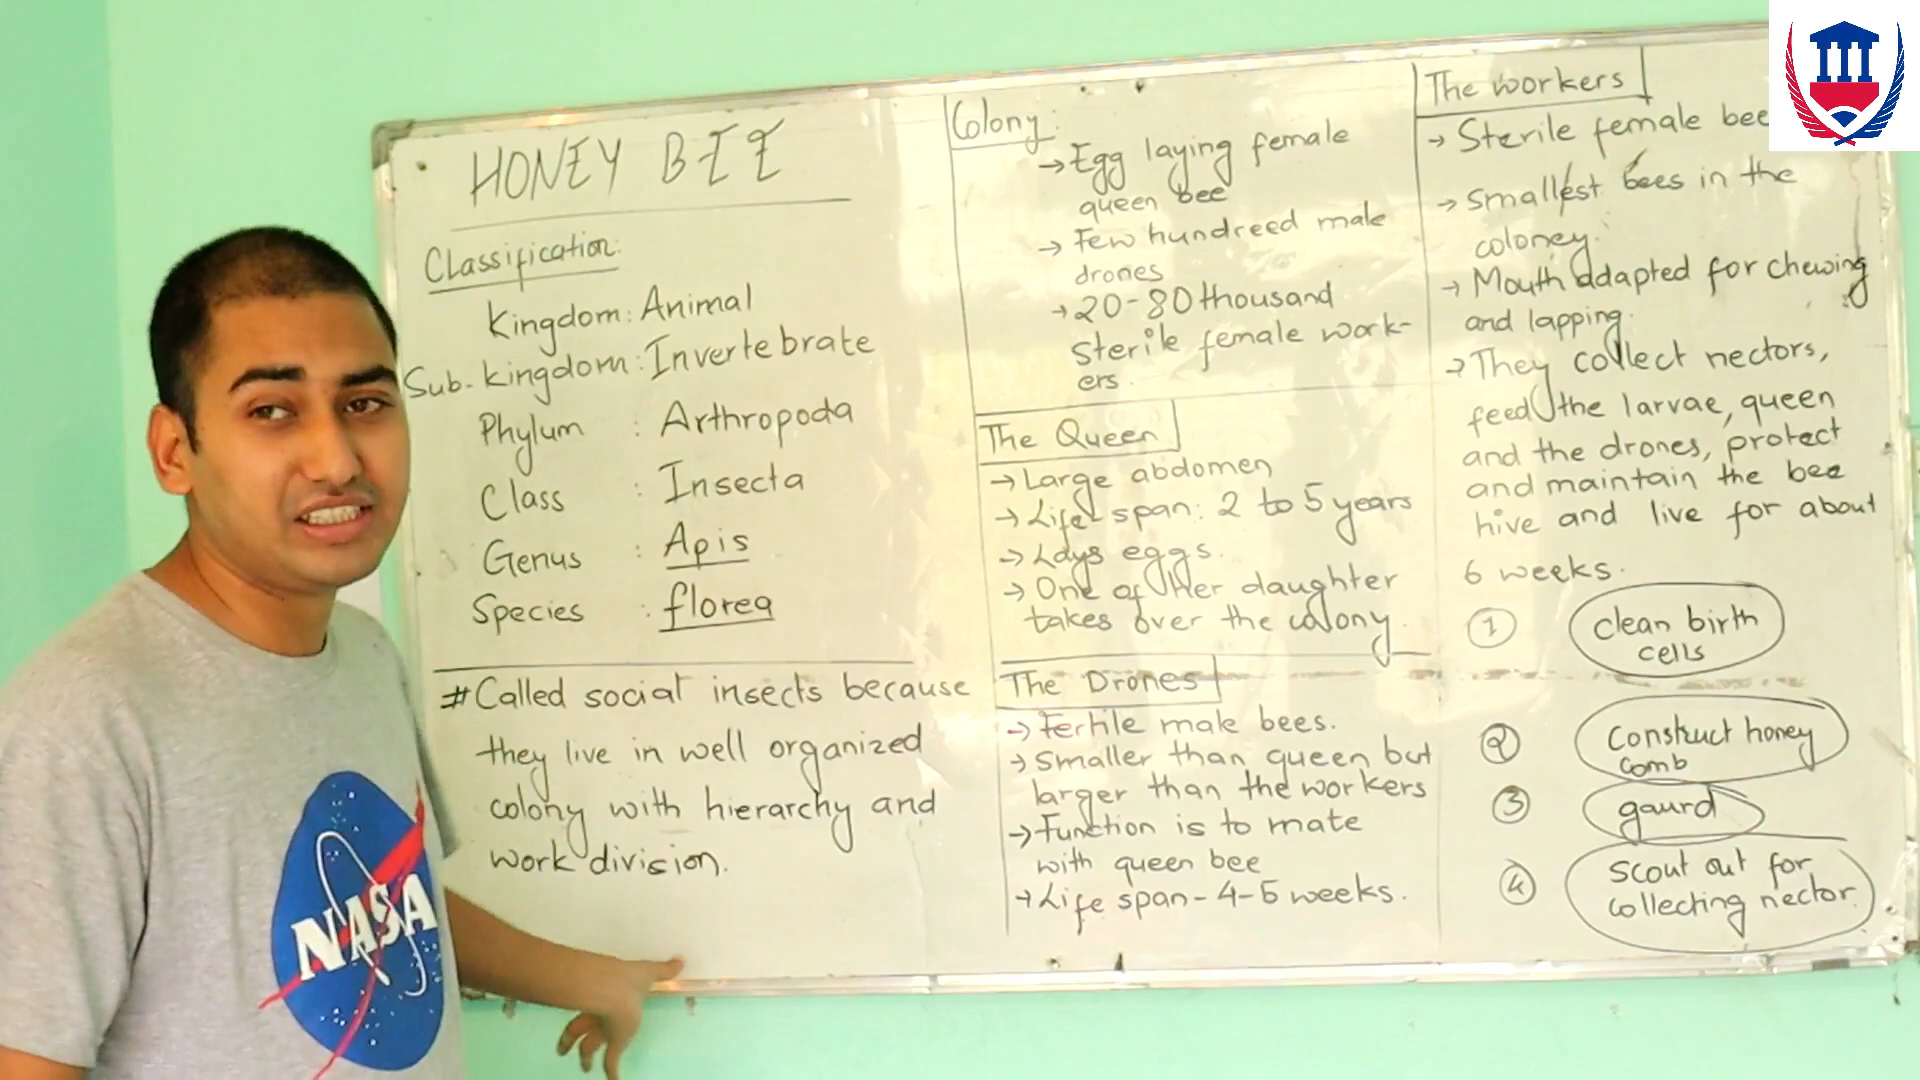 HONEY BEE
Classification:
Kingdom: Animal
Sub-kingdom: Invertebrate
Phylum : Arthropoda
Class : Insecta
Genus : Apis
Species : florea
#Called social insects because
they live in well organized
colony with hierarchy and
work division.
Colony:
→ Egg laying female
queen bee
→ Few hundreed male
drones
→ 20-80 thousand
sterile female work-
ers.
The Queen
→ Large abdomen
→ Life span: 2 to 5 years
→ Lays eggs.
→ One of Her daughter
takes over the colony.
The Drones
→ Fertile male bees.
→ Smaller than queen but
larger than the workers
→ Function is to mate
with queen bee
→ Life span - 4-5 weeks.
The workers
→ Sterile female bee
→ Smallest bees in the
coloney.
→ Mouth adapted for chewing
and lapping.
→ They collect nectors,
feed the larvae, queen
and the drones, protect
and maintain the bee
hive and live for about
6 weeks.
1 clean birth
cells
2 construct honey
comb
3 gaurd
4 scout out for
collecting nector.
NASA